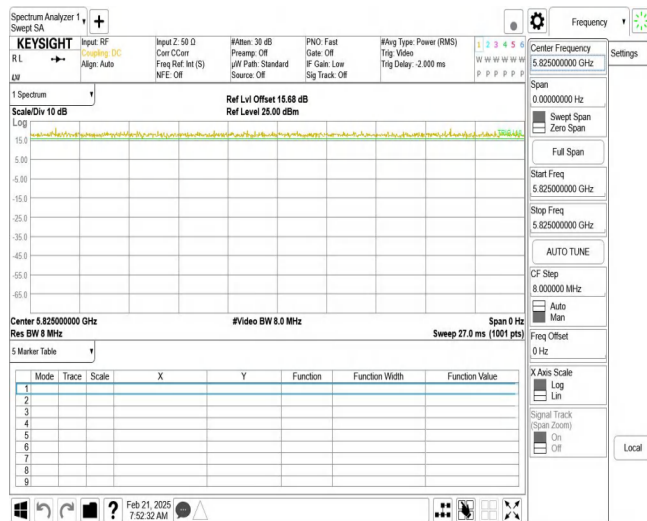 Spectrum Analyzer 1
Swept SA
Frequency
KEYSIGHT
R L
LXI
Input: RF
Coupling: DC
Align: Auto
Input Z: 50 Ω
Corr CCorr
Freq Ref: Int (S)
NFE: Off
#Atten: 30 dB
Preamp: Off
µW Path: Standard
Source: Off
PNO: Fast
Gate: Off
IF Gain: Low
Sig Track: Off
#Avg Type: Power (RMS)
Trig: Video
Trig Delay: -2.000 ms
1 2 3 4 5 6
W W W W W W
P P P P P P
Center Frequency
5.825000000 GHz
Settings
Span
0.00000000 Hz
Swept Span
Zero Span
Full Span
Start Freq
5.825000000 GHz
Stop Freq
5.825000000 GHz
AUTO TUNE
CF Step
8.000000 MHz
Auto
Man
Freq Offset
0 Hz
X Axis Scale
Log
Lin
Signal Track
(Span Zoom)
On
Off
Local
1 Spectrum
Scale/Div 10 dB
Ref Lvl Offset 15.68 dB
Ref Level 25.00 dBm
Log
15.0
5.00
-5.00
-15.0
-25.0
-35.0
-45.0
-55.0
-65.0
Center 5.825000000 GHz
Res BW 8 MHz
#Video BW 8.0 MHz
Span 0 Hz
Sweep 27.0 ms (1001 pts)
5 Marker Table
Mode Trace Scale X Y Function Function Width Function Value
1
2
3
4
5
6
7
8
9
Feb 21, 2025
7:52:32 AM